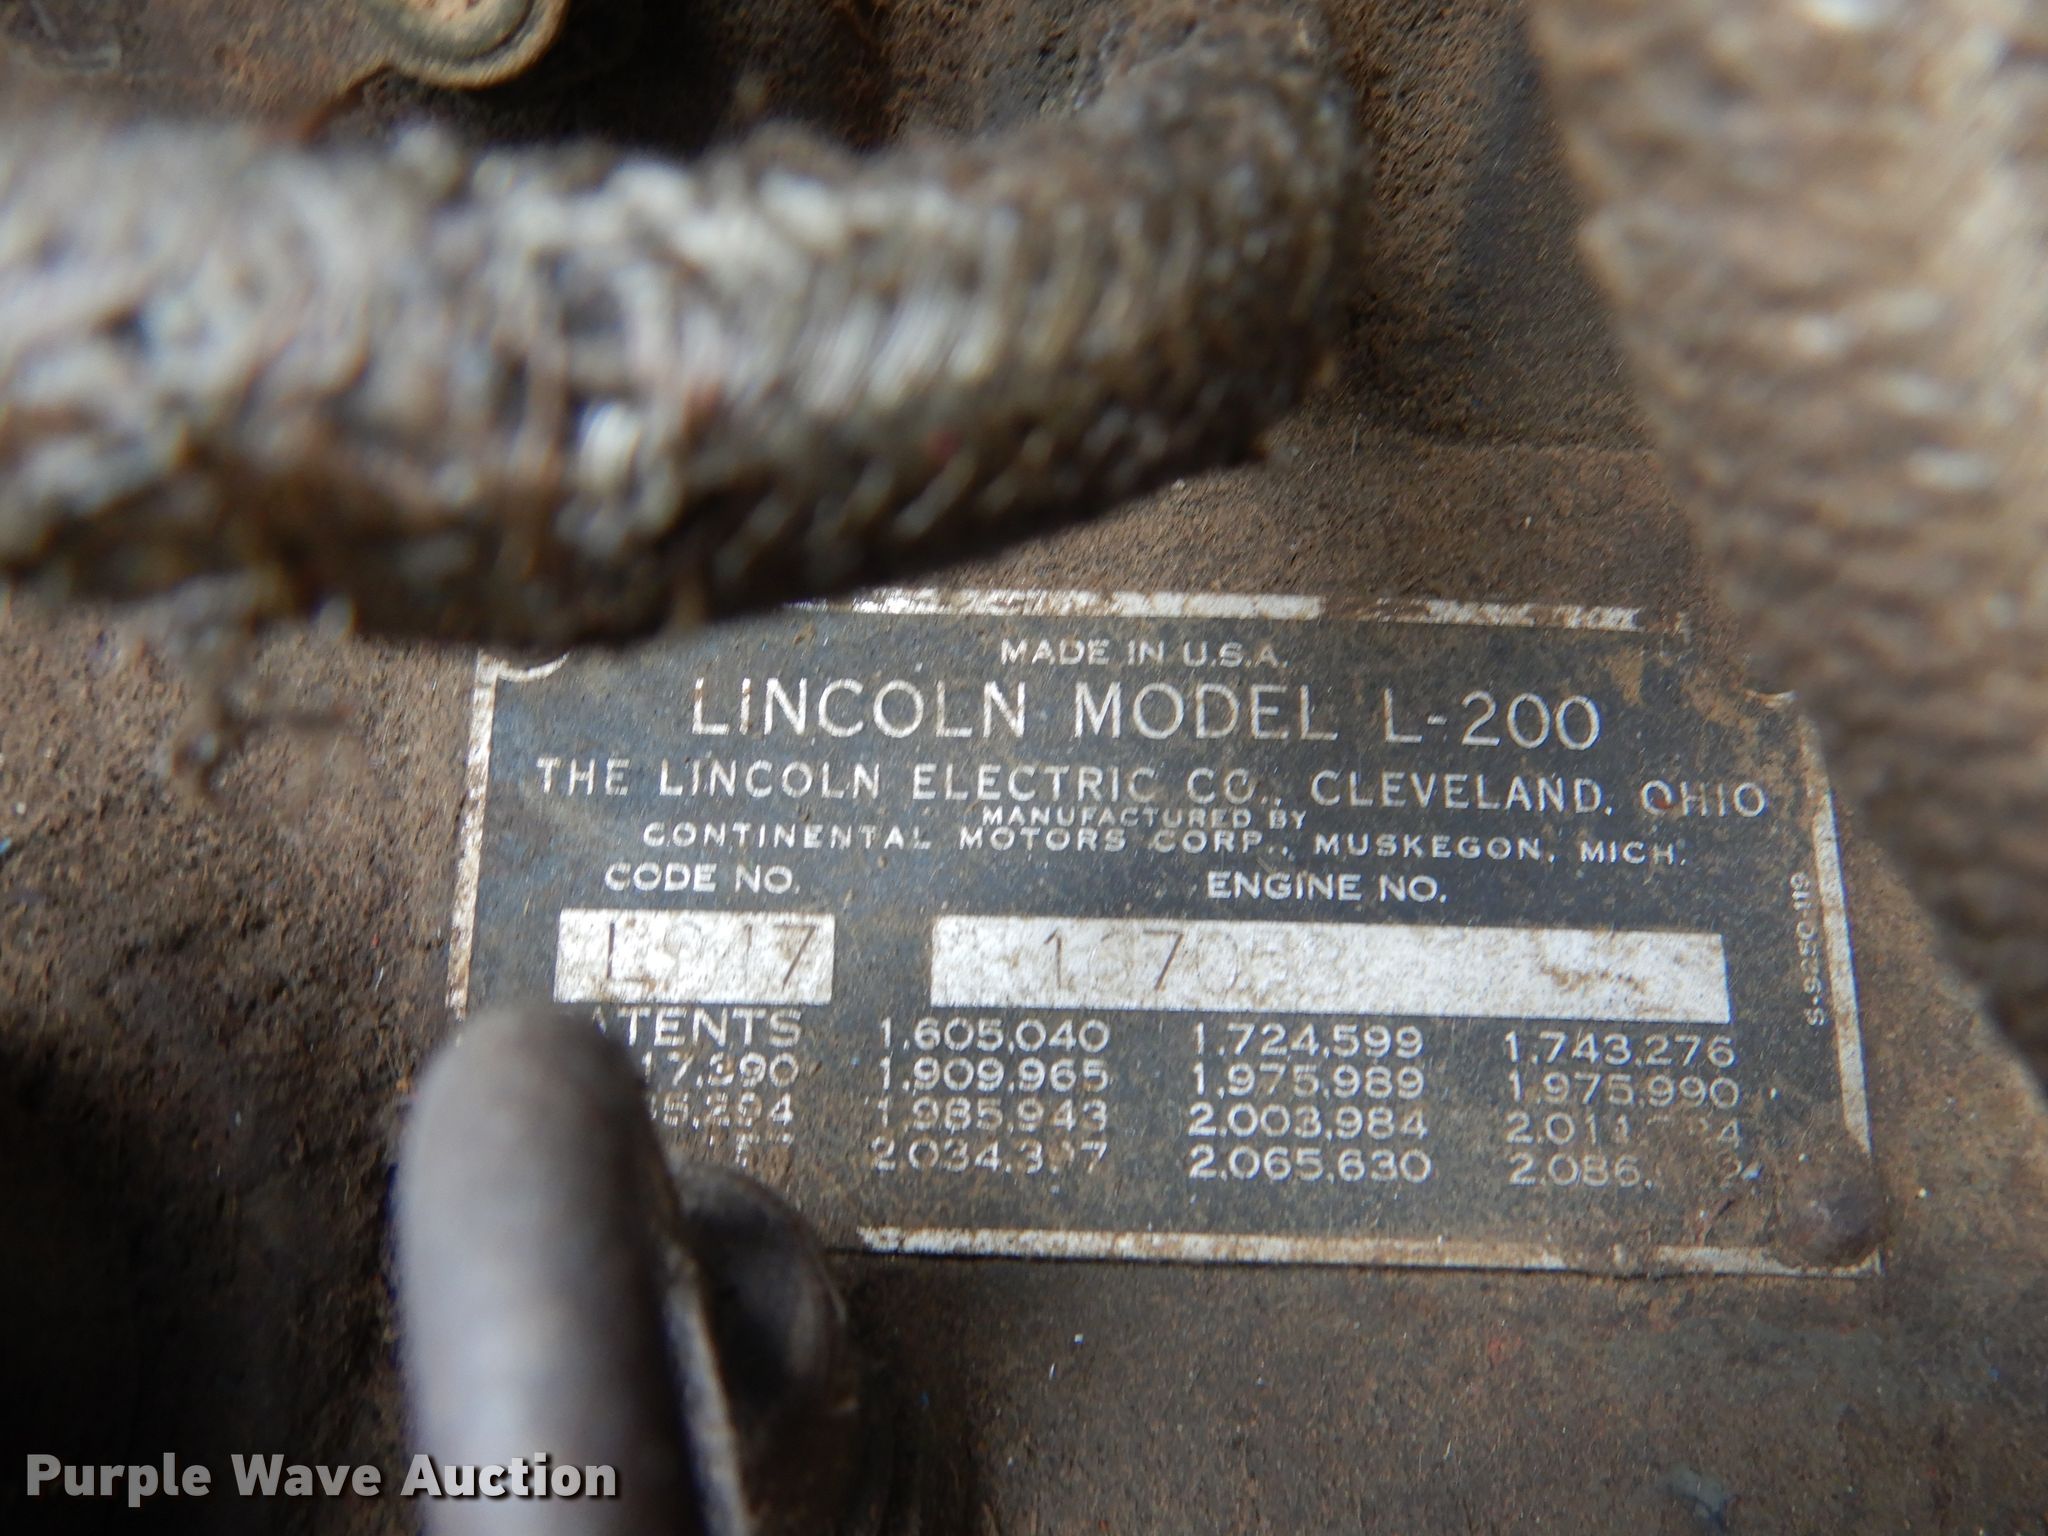 MADE IN U.S.A.
LINCOLN MODEL L-200
THE LINCOLN ELECTRIC CO., CLEVELAND, OHIO
MANUFACTURED BY
CONTINENTAL MOTORS CORP., MUSKEGON, MICH.
CODE NO. ENGINE NO.
S-9250-119
1,605,040 1,724,599 1,743,276
1,909,965 1,975,989 1,975,990
1,985,943 2,003,984
2,065,630
Purple Wave Auction